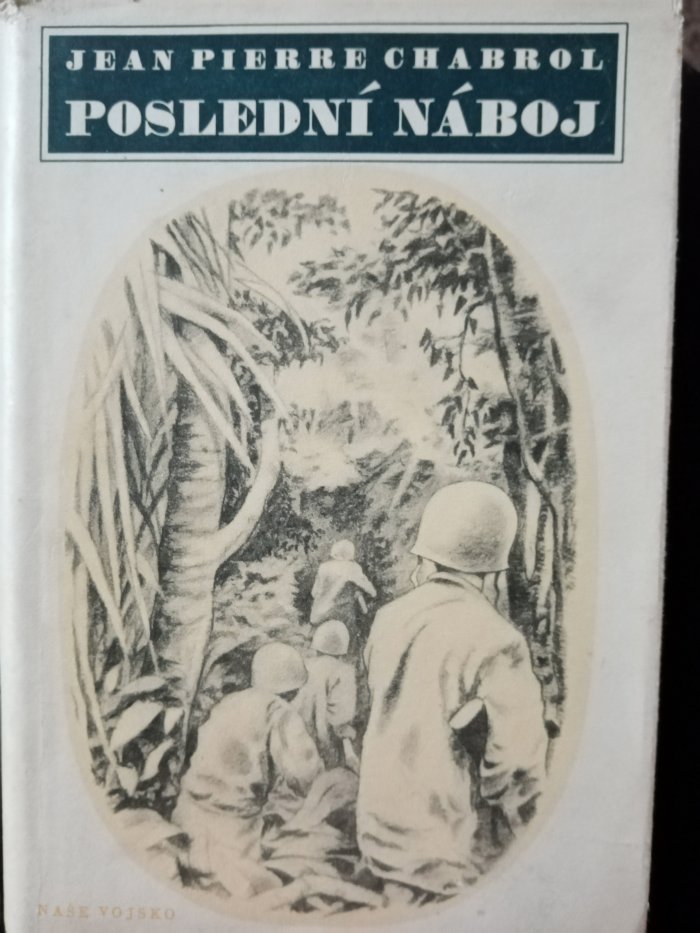 JEAN PIERRE CHABROL
POSLEDNÍ NÁBOJ
NAŠE VOJSKO